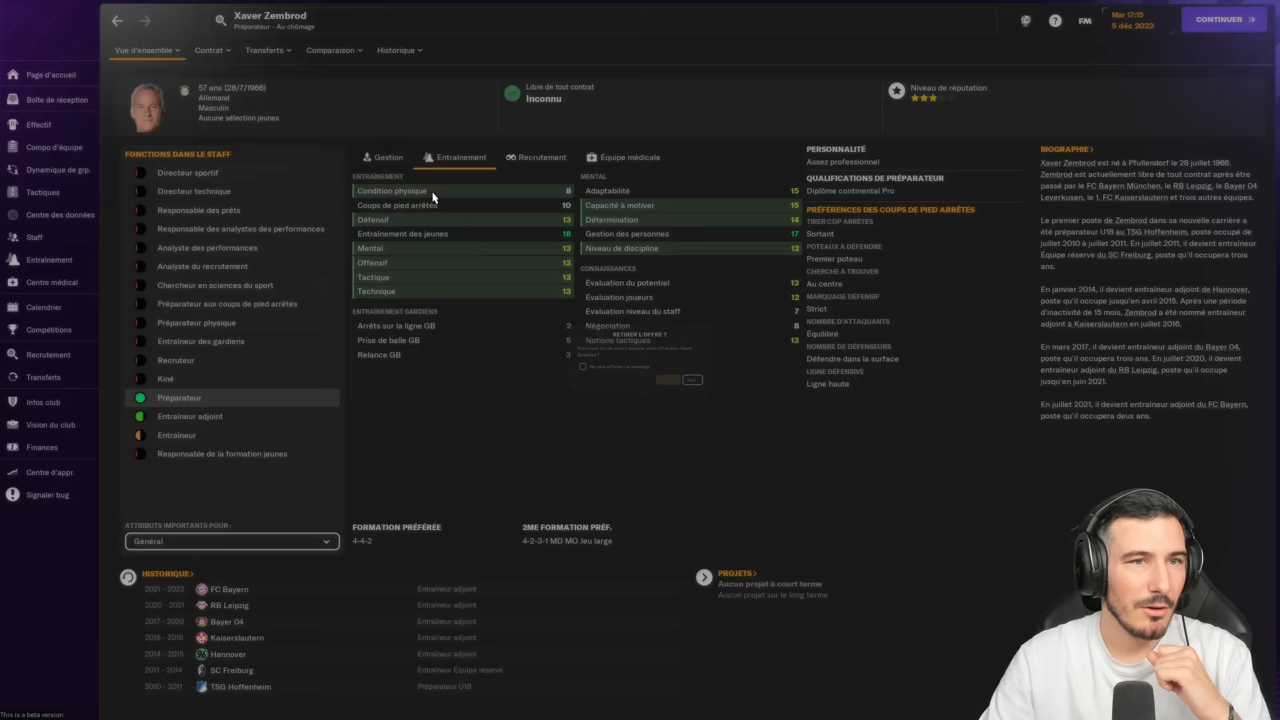 Xaver Zembrod
Préparateur - Au chômage
FM
Mar 17:15
5 déc 2023
CONTINUER
Vue d'ensemble
Contrat
Transferts
Comparaison
Historique
Page d'accueil
Boîte de réception
Effectif
Compo d'équipe
Dynamique de grp.
Tactiques
Centre des données
Staff
Entraînement
Centre médical
Calendrier
Compétitions
Recrutement
Transferts
Infos club
Vision du club
Finances
Centre d'appr.
Signaler bug
57 ans (28/7/1966)
Allemand
Masculin
Aucune sélection jeunes
Libre de tout contrat
Inconnu
Niveau de réputation
FONCTIONS DANS LE STAFF
Directeur sportif
Directeur technique
Responsable des prêts
Responsable des analystes des performances
Analyste des performances
Analyste du recrutement
Chercheur en sciences du sport
Préparateur aux coups de pied arrêtés
Préparateur physique
Entraîneur des gardiens
Recruteur
Kiné
Préparateur
Entraîneur adjoint
Entraîneur
Responsable de la formation jeunes
ATTRIBUTS IMPORTANTS POUR :
Général
Gestion
Entraînement
Recrutement
Équipe médicale
ENTRAÎNEMENT
Condition physique 8
Coups de pied arrêtés 10
Défensif 13
Entraînement des jeunes 18
Mental 13
Offensif 13
Tactique 13
Technique 13
ENTRAÎNEMENT GARDIENS
Arrêts sur la ligne GB 2
Prise de balle GB 5
Relance GB 3
MENTAL
Adaptabilité 15
Capacité à motiver 15
Détermination 14
Gestion des personnes 17
Niveau de discipline 12
CONNAISSANCES
Évaluation du potentiel 13
Évaluation joueurs 12
Évaluation niveau du staff 7
Négociation 8
Notions tactiques 13
RETIRER L'OFFRE ?
PERSONNALITÉ
Assez professionnel
QUALIFICATIONS DE PRÉPARATEUR
Diplôme continental Pro
PRÉFÉRENCES DES COUPS DE PIED ARRÊTÉS
TIRER CDP ARRÊTÉS
Sortant
POTEAUX À DÉFENDRE
Premier poteau
CHERCHE À TROUVER
Au centre
MARQUAGE DÉFENSIF
Strict
NOMBRE D'ATTAQUANTS
Équilibré
NOMBRE DE DÉFENSEURS
Défendre dans la surface
LIGNE DÉFENSIVE
Ligne haute
BIOGRAPHIE
Xaver Zembrod est né à Pfullendorf le 28 juillet 1966.
Zembrod est actuellement libre de tout contrat après être
passé par le FC Bayern München, le RB Leipzig, le Bayer 04
Leverkusen, le 1. FC Kaiserslautern et trois autres équipes.
Le premier poste de Zembrod dans sa nouvelle carrière a
été préparateur U18 au TSG Hoffenheim, poste occupé de
juillet 2010 à juillet 2011. En juillet 2011, il devient entraîneur
Équipe réserve du SC Freiburg, poste qu'il occupera trois
ans.
En janvier 2014, il devient entraîneur adjoint de Hannover,
poste qu'il occupe jusqu'en avril 2015. Après une période
d'inactivité de 15 mois, Zembrod a été nommé entraîneur
adjoint à Kaiserslautern en juillet 2016.
En mars 2017, il devient entraîneur adjoint du Bayer 04,
poste qu'il occupera trois ans. En juillet 2020, il devient
entraîneur adjoint du RB Leipzig, poste qu'il occupe
jusqu'en juin 2021.
En juillet 2021, il devient entraîneur adjoint du FC Bayern,
poste qu'il occupera deux ans.
FORMATION PRÉFÉRÉE
4-4-2
2ME FORMATION PRÉF.
4-2-3-1 MD MO Jeu large
HISTORIQUE
2021 - 2023 FC Bayern Entraîneur adjoint
2020 - 2021 RB Leipzig Entraîneur adjoint
2017 - 2020 Bayer 04 Entraîneur adjoint
2016 - 2016 Kaiserslautern Entraîneur adjoint
2014 - 2015 Hannover Entraîneur adjoint
2011 - 2014 SC Freiburg Entraîneur Équipe réserve
2010 - 2011 TSG Hoffenheim Préparateur U18
PROJETS
Aucun projet à court terme
Aucun projet sur le long terme
This is a beta version